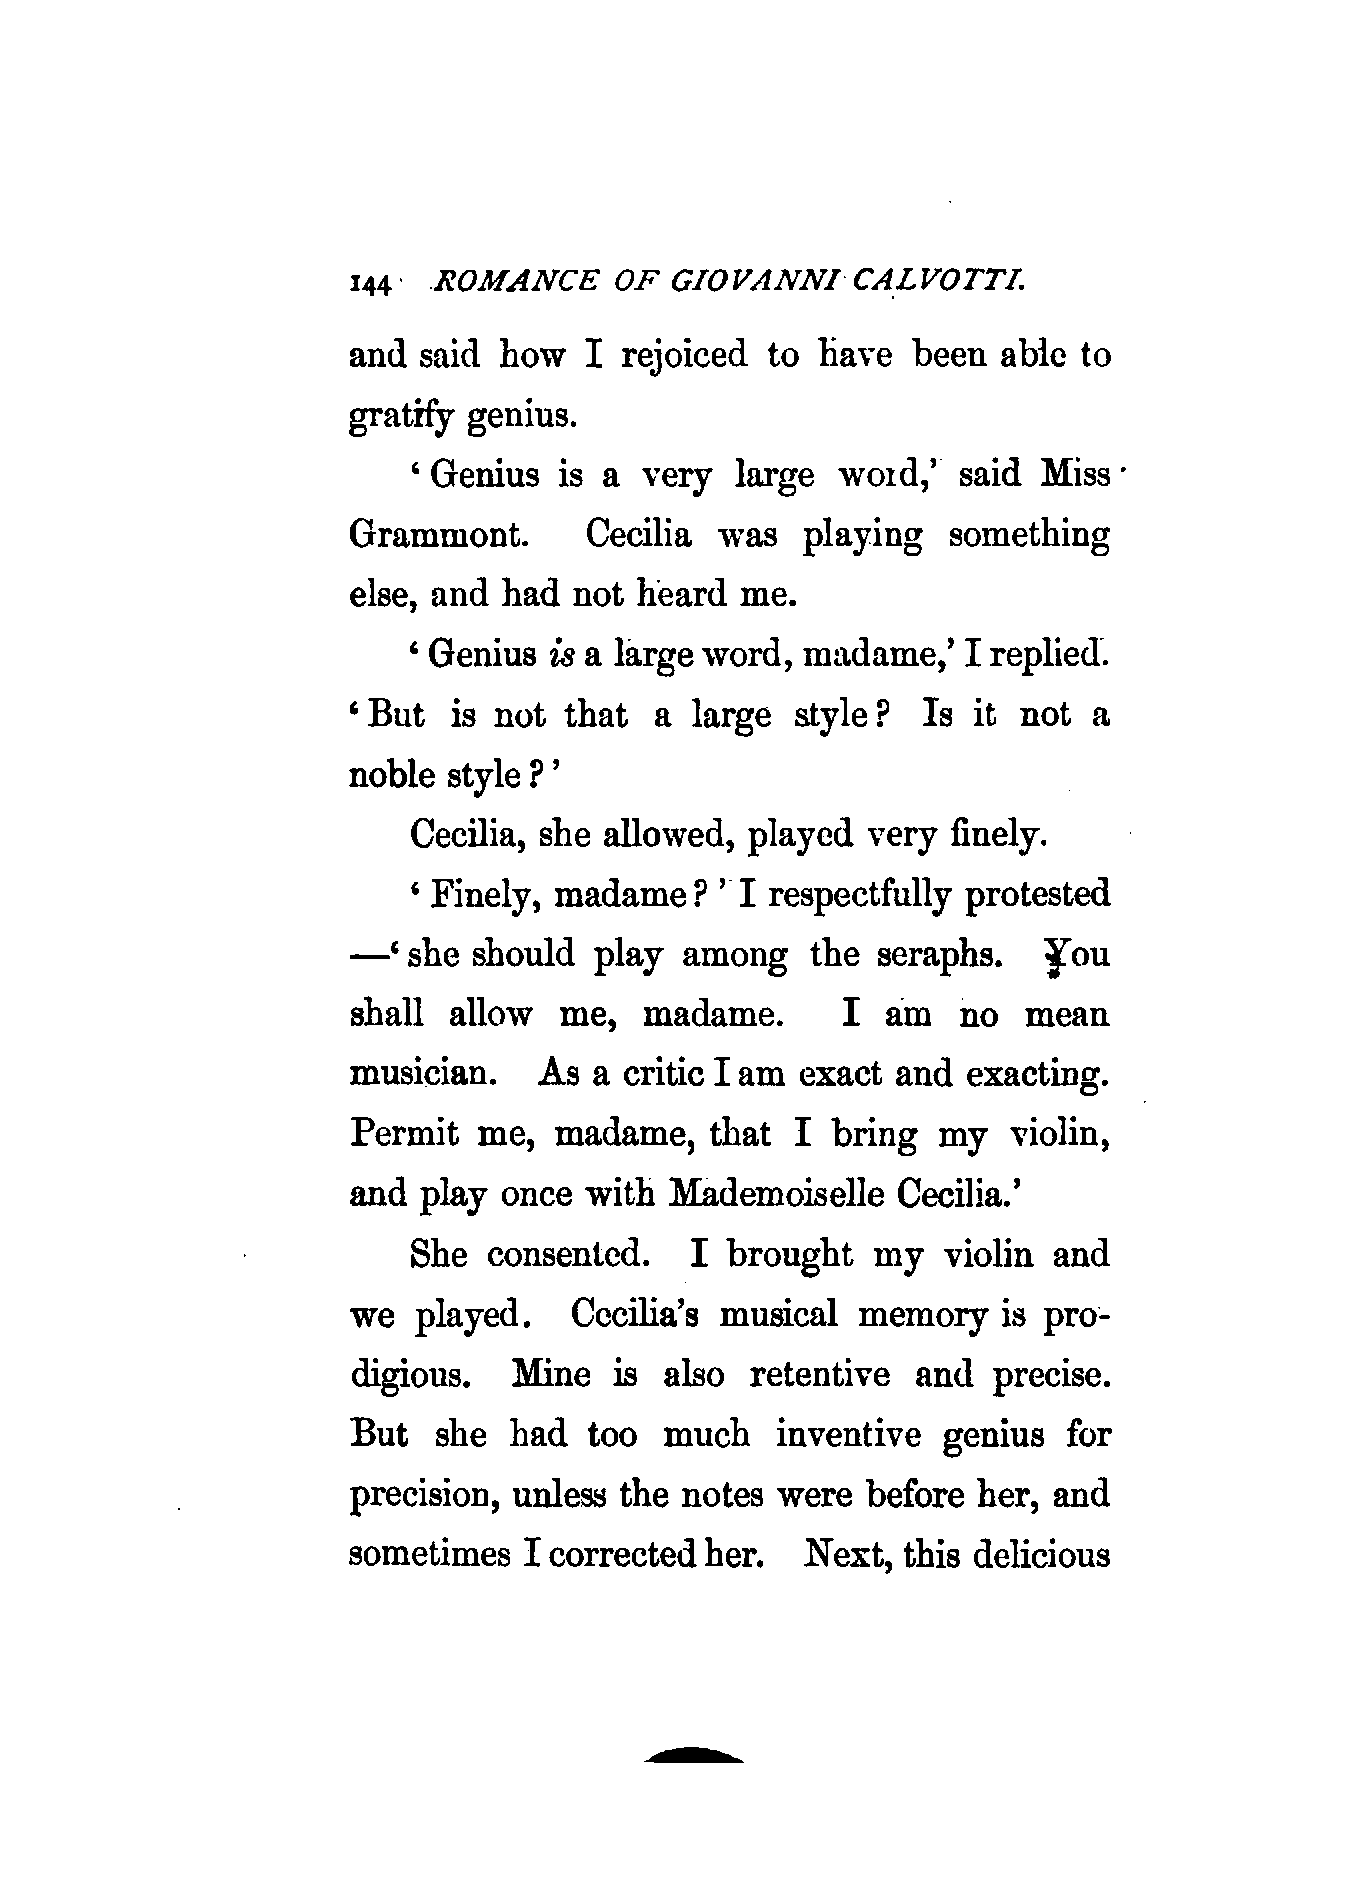 144 ROMANCE OF GIOVANNI CALVOTTI.
and said how I rejoiced to have been able to
gratify genius.
‘Genius is a very large word,’ said Miss
Grammont. Cecilia was playing something
else, and had not heard me.
‘Genius is a large word, madame,’ I replied.
‘But is not that a large style? Is it not a
noble style?’
Cecilia, she allowed, played very finely.
‘Finely, madame?’ I respectfully protested
—‘she should play among the seraphs. You
shall allow me, madame. I am no mean
musician. As a critic I am exact and exacting.
Permit me, madame, that I bring my violin,
and play once with Mademoiselle Cecilia.’
She consented. I brought my violin and
we played. Cecilia’s musical memory is pro-
digious. Mine is also retentive and precise.
But she had too much inventive genius for
precision, unless the notes were before her, and
sometimes I corrected her. Next, this delicious